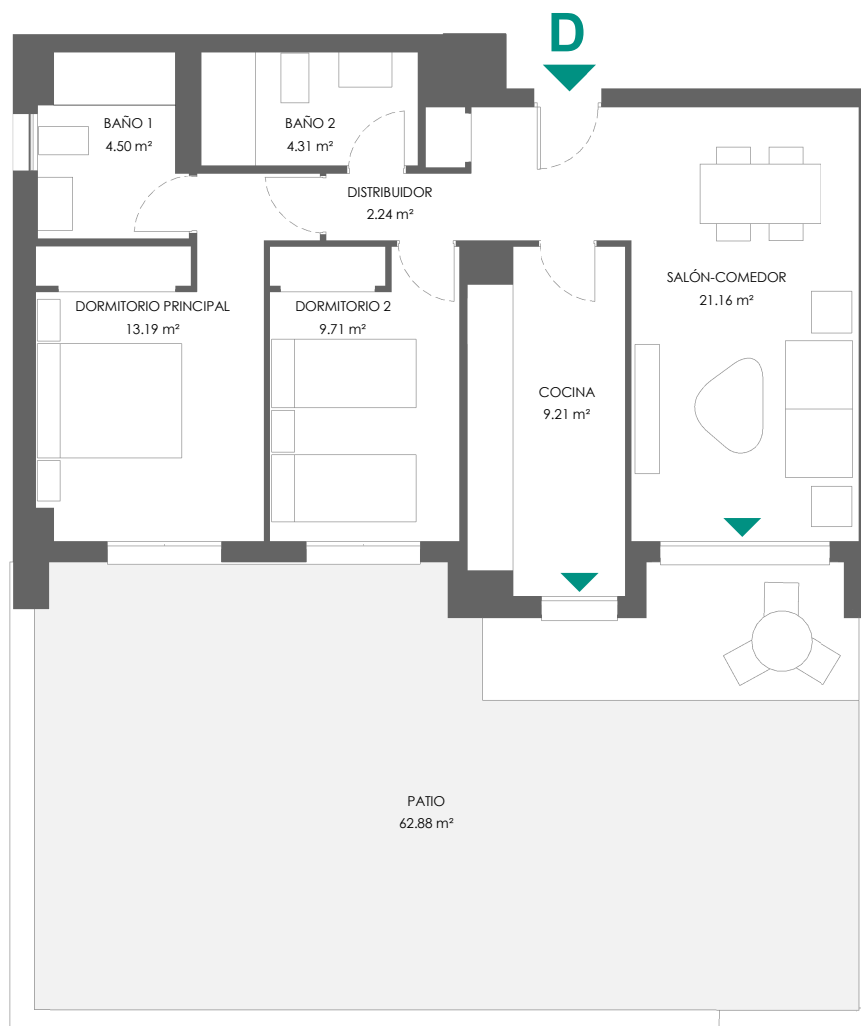 D
BAÑO 1
4.50 m²
BAÑO 2
4.31 m²
DISTRIBUIDOR
2.24 m²
SALÓN-COMEDOR
21.16 m²
DORMITORIO PRINCIPAL
13.19 m²
DORMITORIO 2
9.71 m²
COCINA
9.21 m²
PATIO
62.88 m²